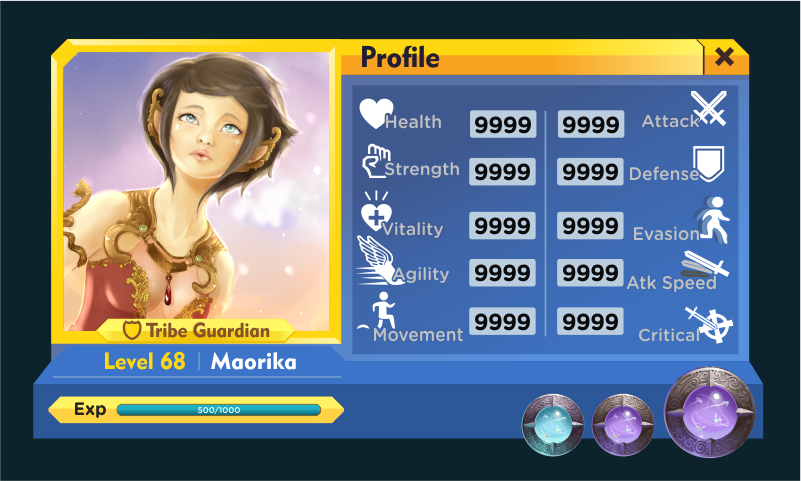 Profile
Health 9999 9999 Attack
Strength 9999 9999 Defense
Vitality 9999 9999 Evasion
Agility 9999 9999 Atk Speed
Movement 9999 9999 Critical
Tribe Guardian
Level 68 | Maorika
Exp 500/1000